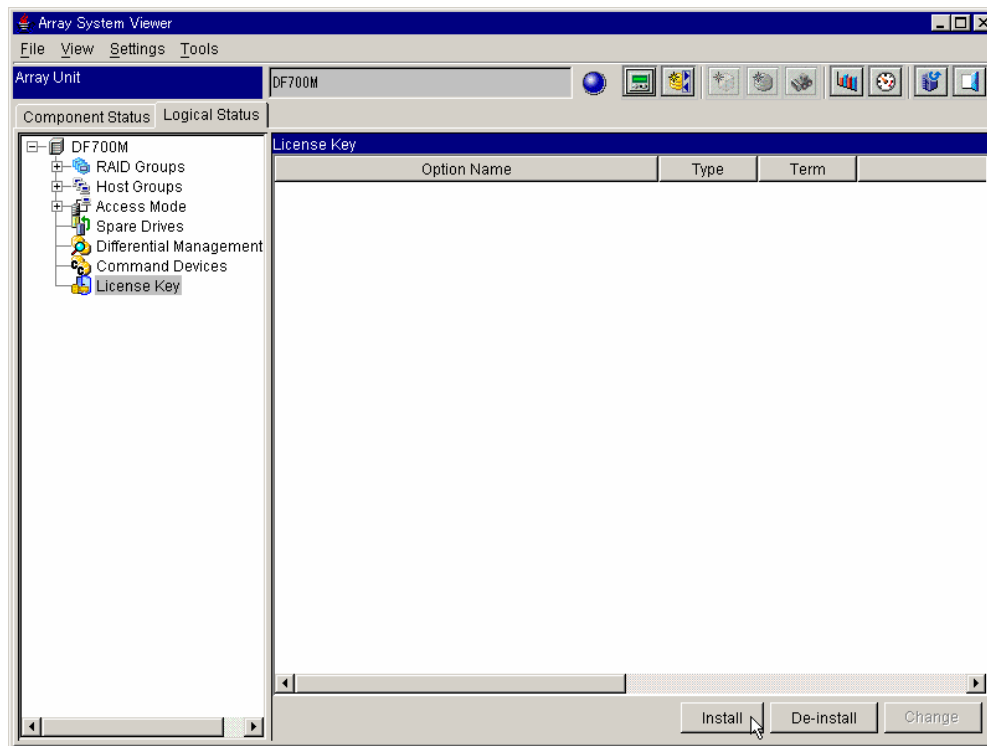 Array System Viewer
File View Settings Tools
Array Unit
DF700M
Component Status Logical Status
DF700M
RAID Groups
Host Groups
Access Mode
Spare Drives
Differential Management
Command Devices
License Key
License Key
Option Name Type Term
Install De-install Change